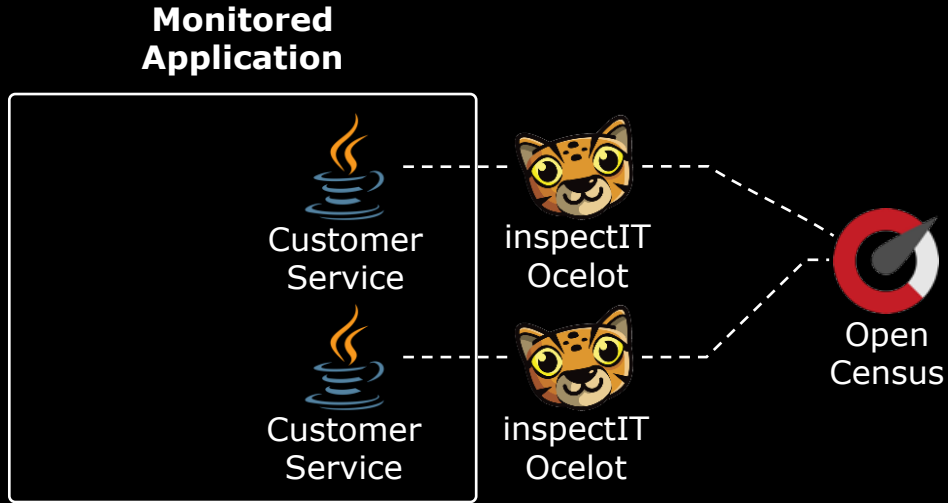 Monitored
Application
Customer
Service
inspectIT
Ocelot
Open
Census
Customer
Service
inspectIT
Ocelot